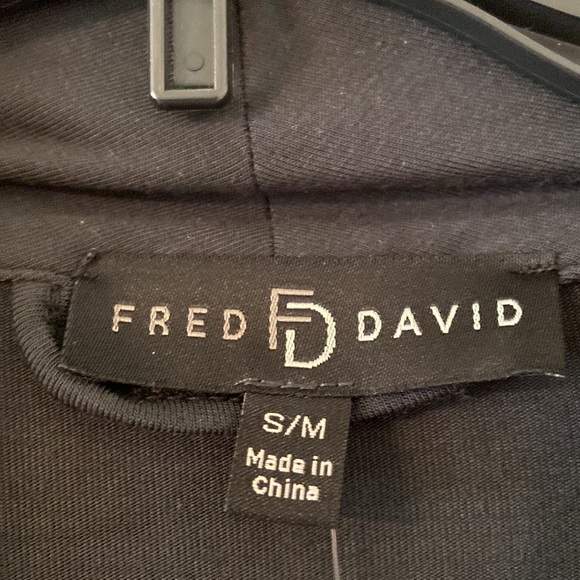 FRED FD DAVID
S/M
Made in
China